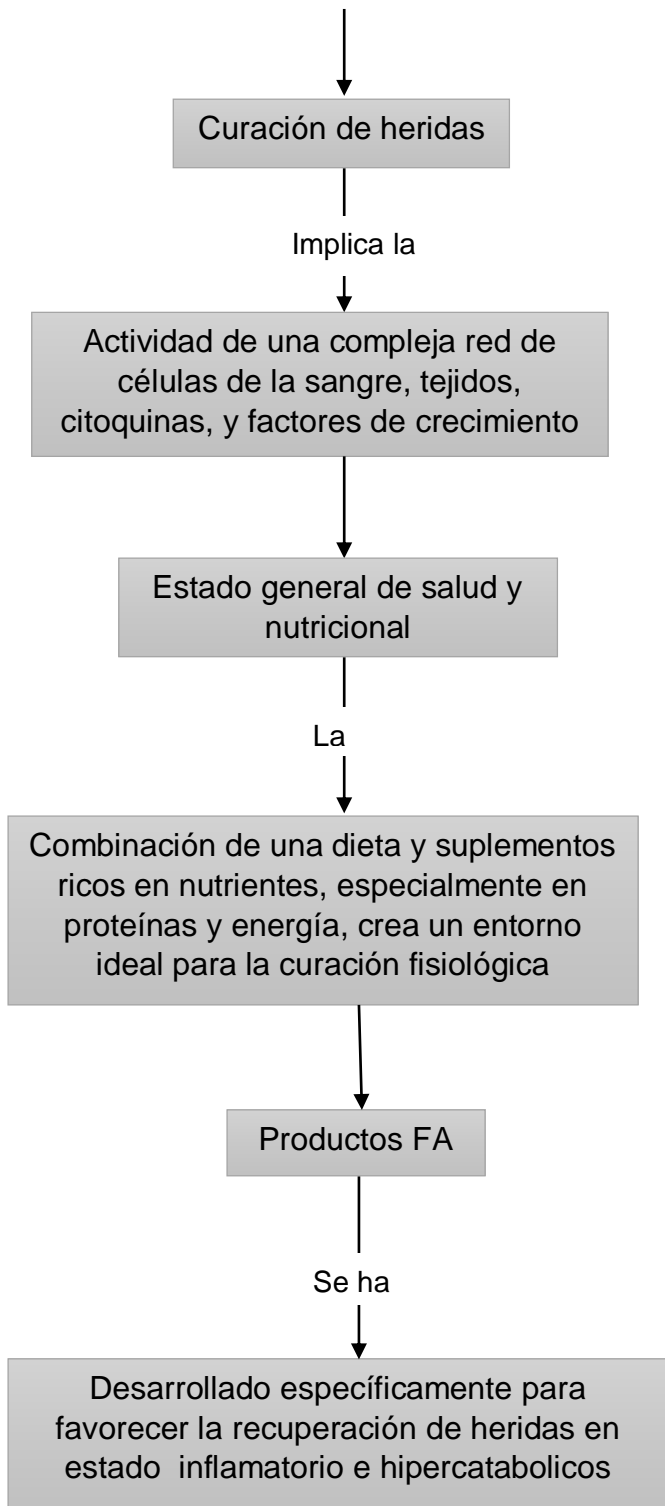 Curación de heridas
Implica la
Actividad de una compleja red de
células de la sangre, tejidos,
citoquinas, y factores de crecimiento
Estado general de salud y
nutricional
La
Combinación de una dieta y suplementos
ricos en nutrientes, especialmente en
proteínas y energía, crea un entorno
ideal para la curación fisiológica
Productos FA
Se ha
Desarrollado específicamente para
favorecer la recuperación de heridas en
estado  inflamatorio e hipercatabolicos